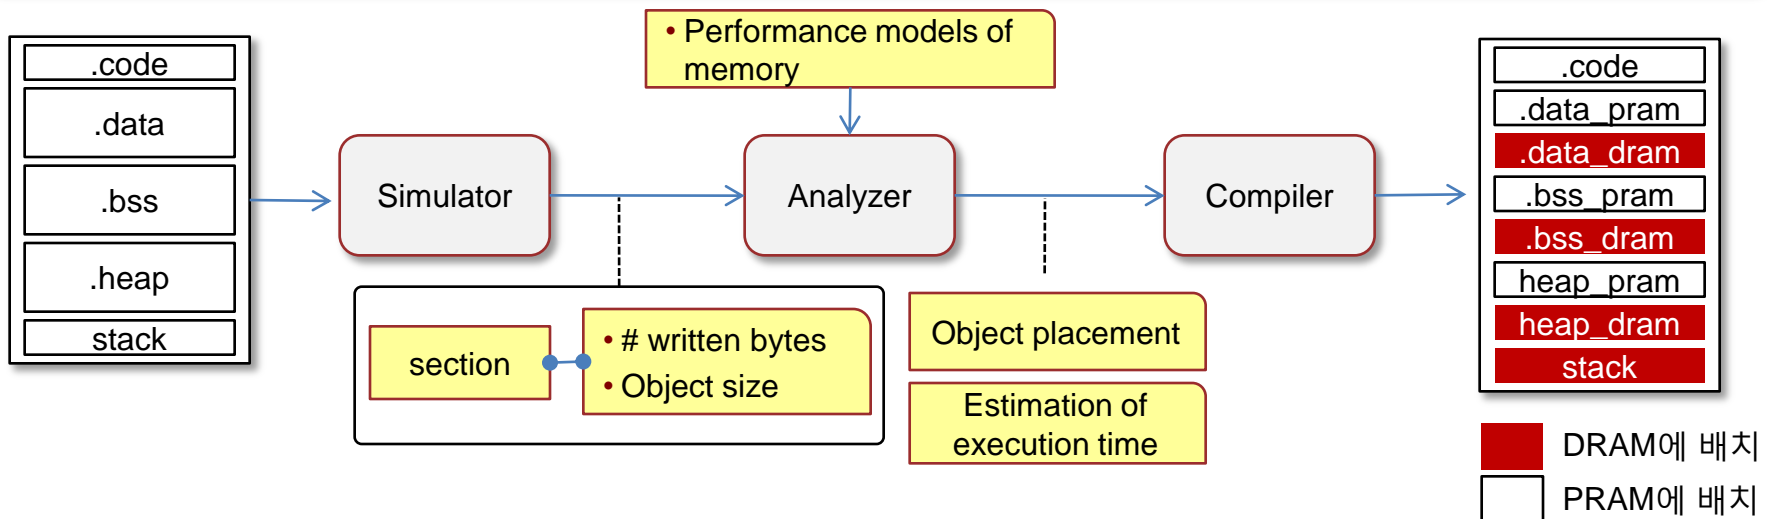 • Performance models of
memory
.code
.data
.bss
.heap
stack
Simulator
Analyzer
Compiler
section
• # written bytes
• Object size
Object placement
Estimation of
execution time
.code
.data_pram
.data_dram
.bss_pram
.bss_dram
heap_pram
heap_dram
stack
DRAM에 배치
PRAM에 배치